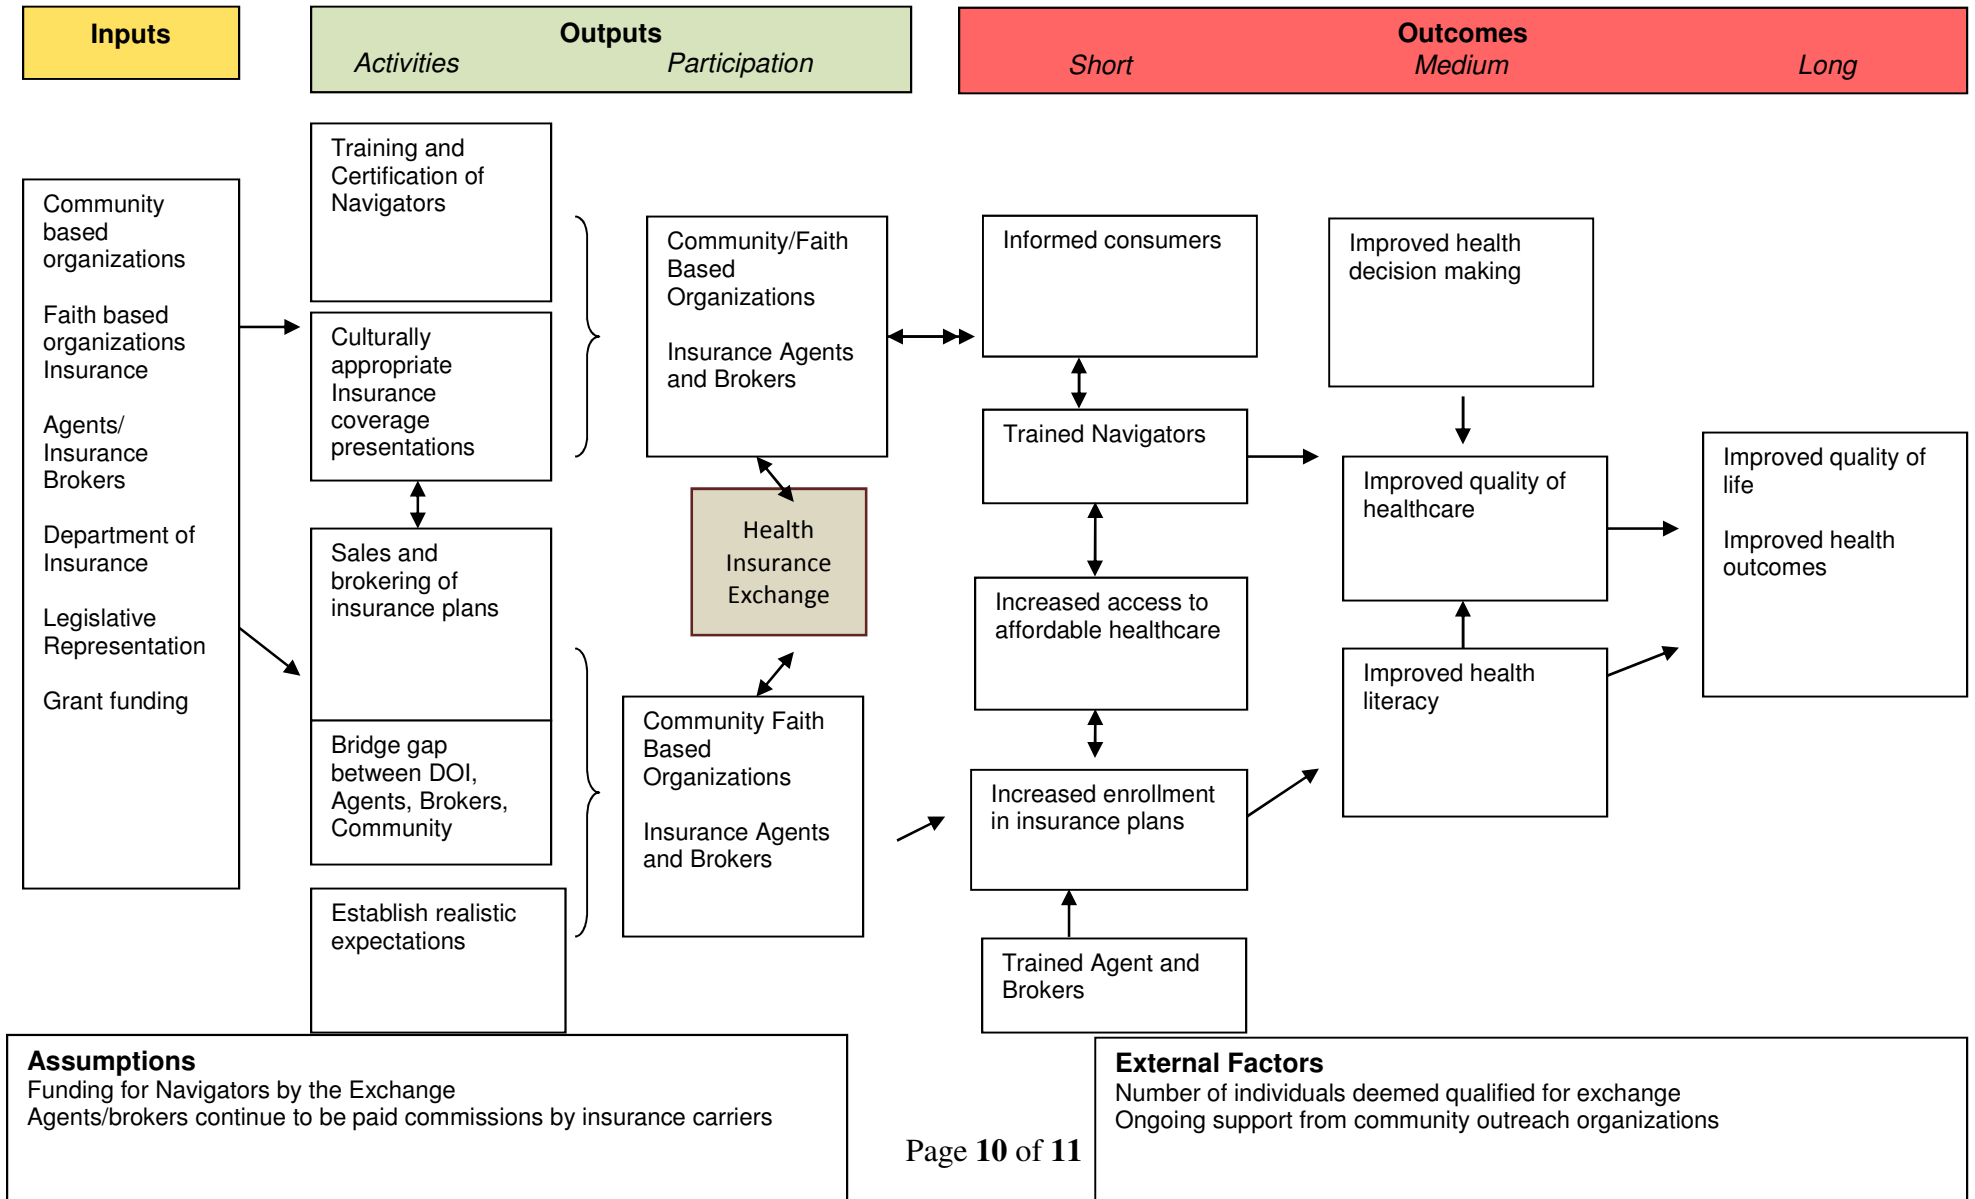 Inputs
Outputs
Activities Participation
Outcomes
Short Medium Long
Community
based
organizations
Faith based
organizations
Insurance
Agents/
Insurance
Brokers
Department of
Insurance
Legislative
Representation
Grant funding
Training and
Certification of
Navigators
Culturally
appropriate
Insurance
coverage
presentations
Sales and
brokering of
insurance plans
Bridge gap
between DOI,
Agents, Brokers,
Community
Establish realistic
expectations
Community/Faith
Based
Organizations
Insurance Agents
and Brokers
Health
Insurance
Exchange
Community Faith
Based
Organizations
Insurance Agents
and Brokers
Informed consumers
Trained Navigators
Increased access to
affordable healthcare
Increased enrollment
in insurance plans
Trained Agent and
Brokers
Improved health
decision making
Improved quality of
healthcare
Improved health
literacy
Improved quality of
life
Improved health
outcomes
Assumptions
Funding for Navigators by the Exchange
Agents/brokers continue to be paid commissions by insurance carriers
External Factors
Number of individuals deemed qualified for exchange
Ongoing support from community outreach organizations
Page 10 of 11